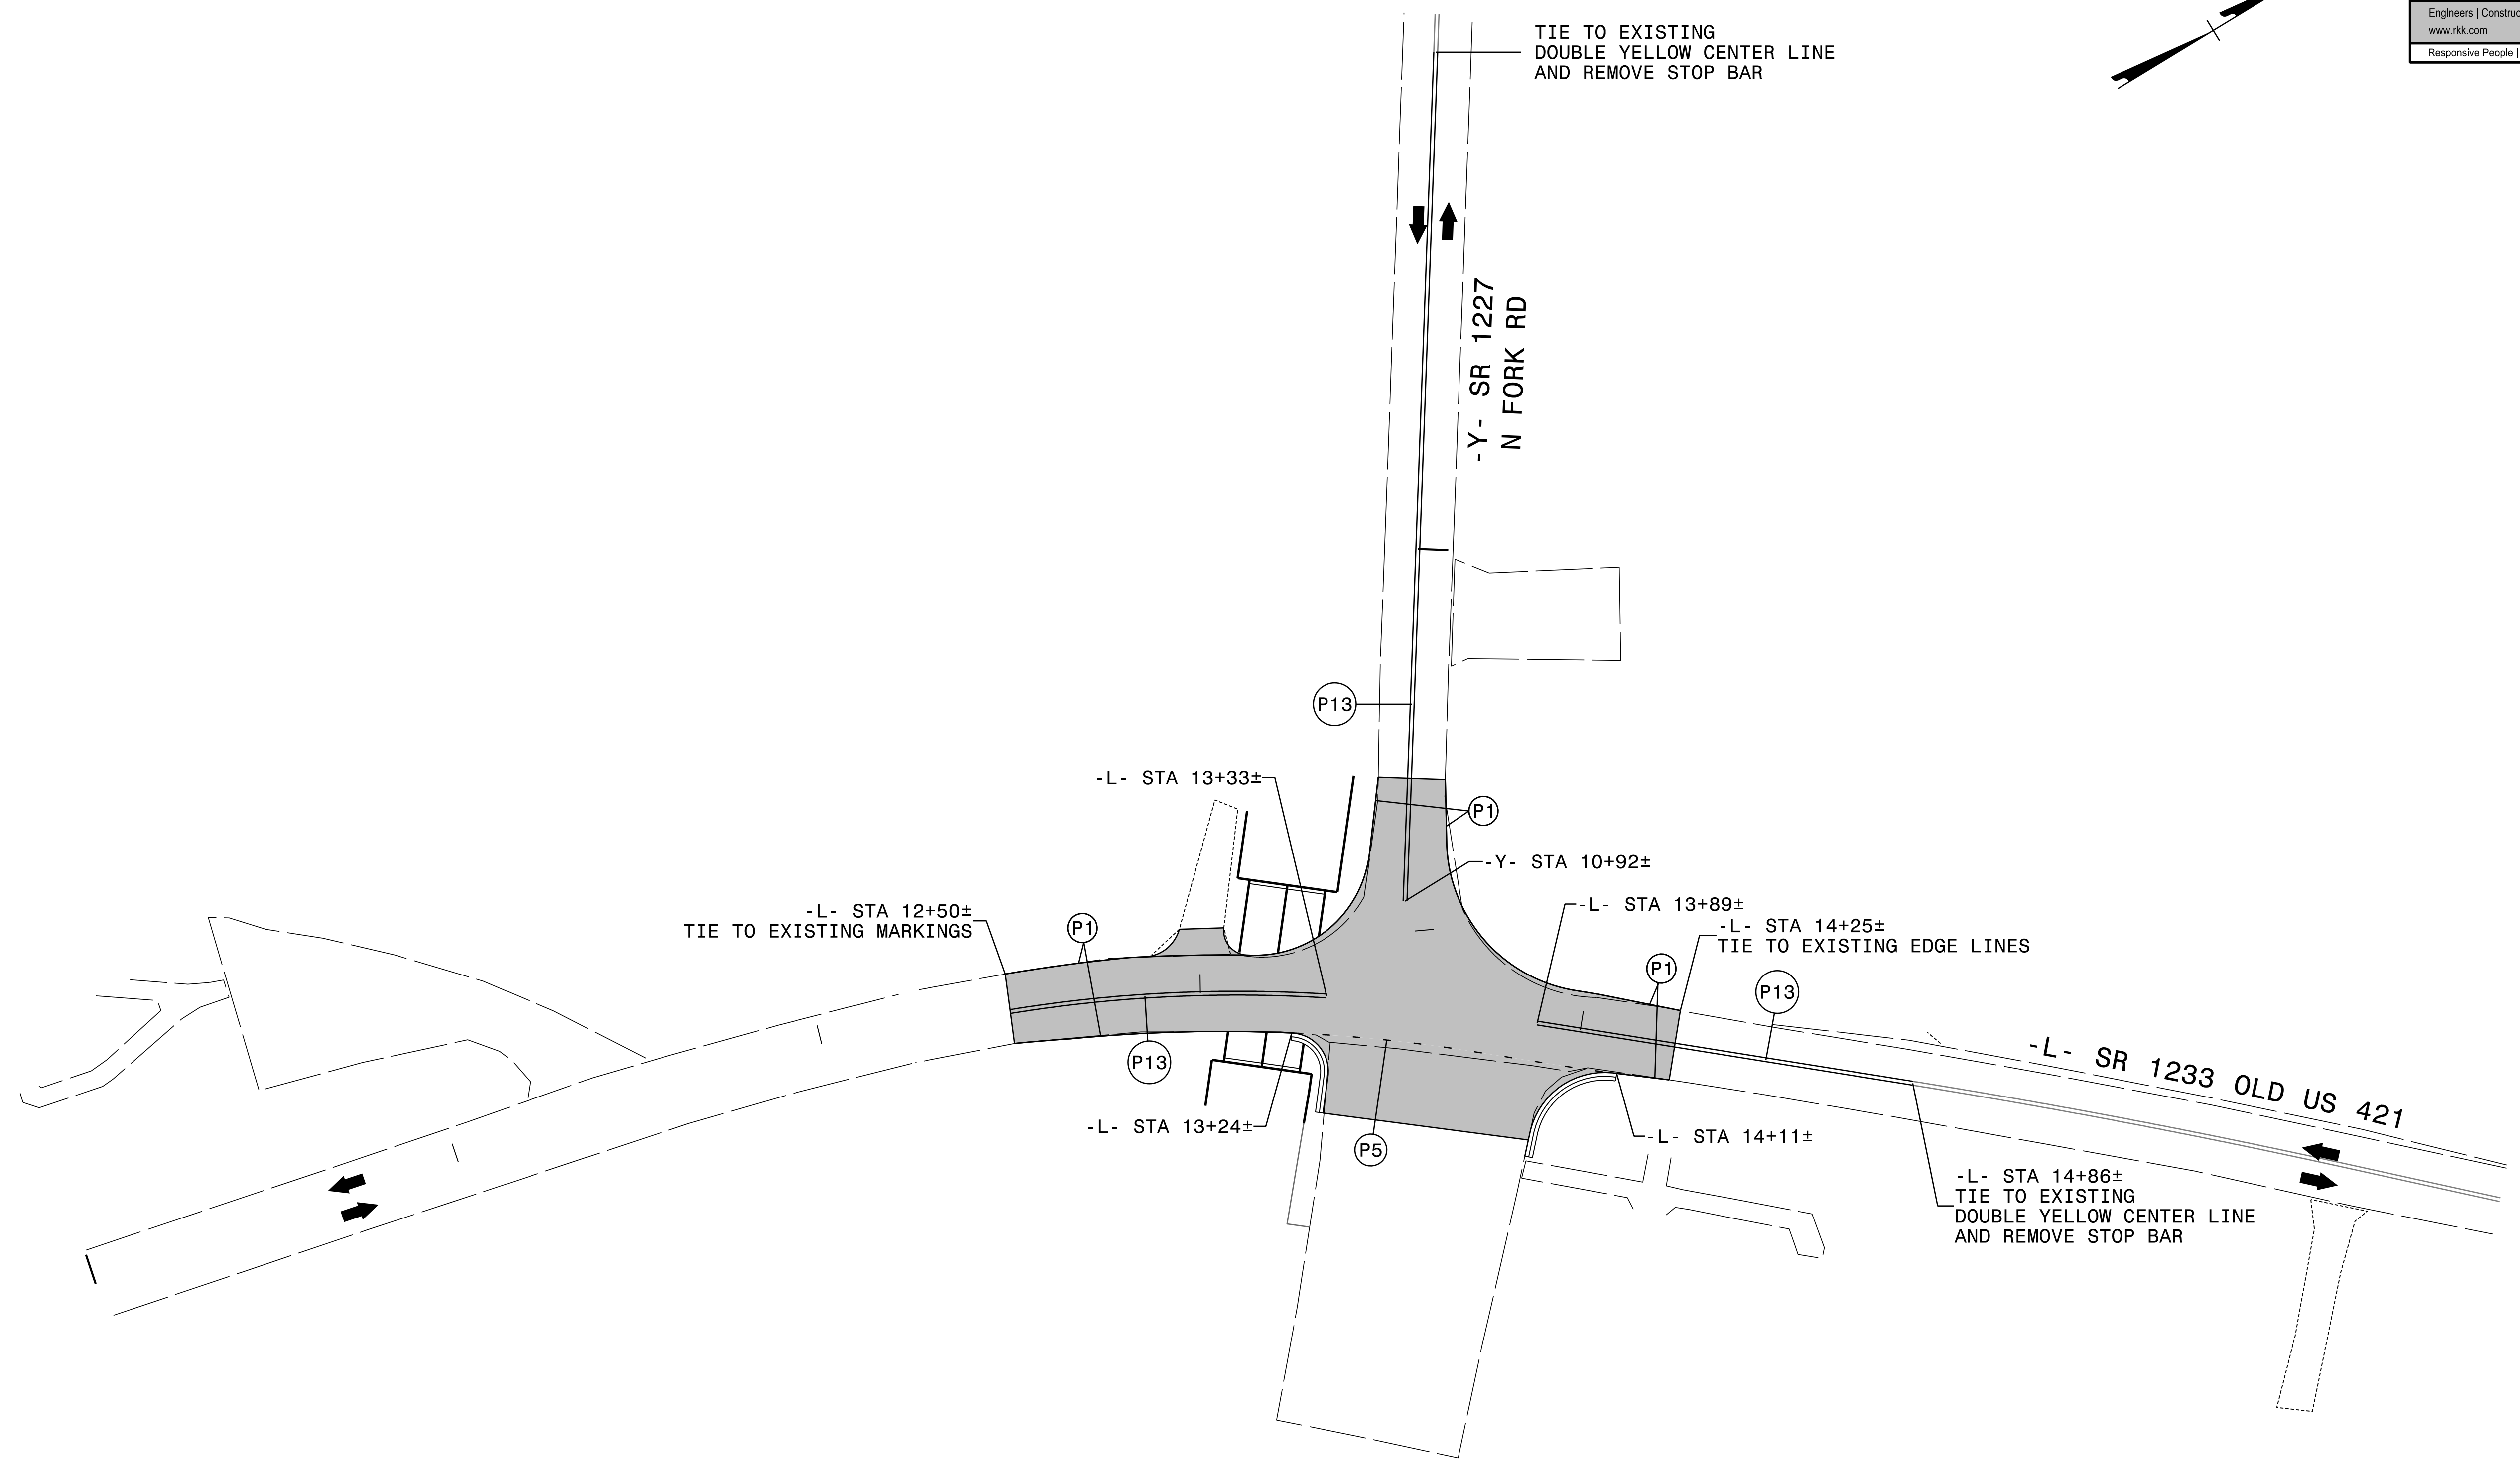 Engineers | Construc
www.rkk.com
Responsive People |
TIE TO EXISTING
DOUBLE YELLOW CENTER LINE
AND REMOVE STOP BAR
-Y- SR 1227
N FORK RD
P13
-L- STA 13+33±
P1
-Y- STA 10+92±
-L- STA 12+50±
TIE TO EXISTING MARKINGS
P1
-L- STA 13+89±
-L- STA 14+25±
TIE TO EXISTING EDGE LINES
P1
P13
-L- SR 1233 OLD US 421
P13
-L- STA 13+24±
P5
-L- STA 14+11±
-L- STA 14+86±
TIE TO EXISTING
DOUBLE YELLOW CENTER LINE
AND REMOVE STOP BAR